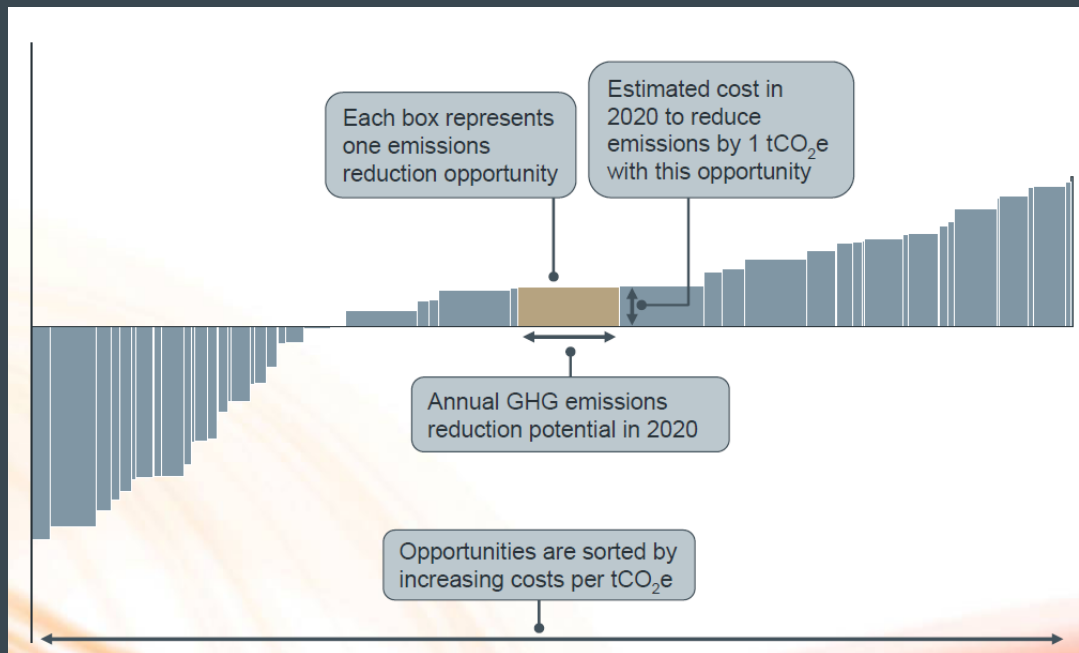 Each box represents
one emissions
reduction opportunity
Estimated cost in
2020 to reduce
emissions by 1 tCO₂e
with this opportunity
Annual GHG emissions
reduction potential in 2020
Opportunities are sorted by
increasing costs per tCO₂e